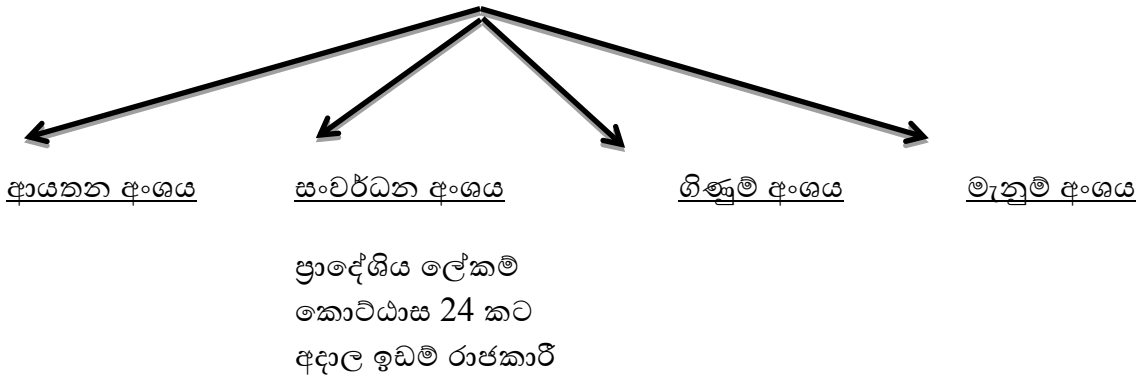 ආයතන අංශය
සංවර්ධන අංශය
ගිණුම් අංශය
මැනුම් අංශය
ප්‍රාදේශිය ලේකම්
කොට්ඨාස 24 කට
අදාල ඉඩම් රාජකාරී